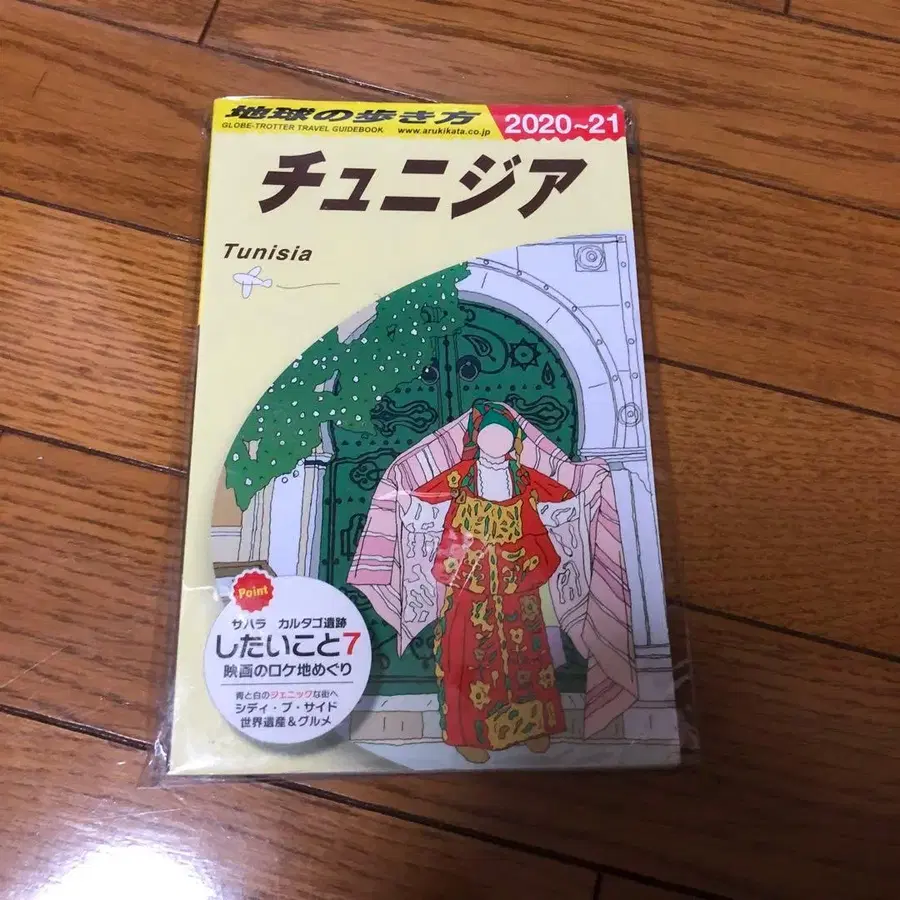 地球の歩き方
GLOBE-TROTTER TRAVEL GUIDEBOOK www.arukikata.co.jp
2020~21
チュニジア
Tunisia
Point
サハラ カルタゴ遺跡
したいこと7
映画のロケ地めぐり
青と白のジェニックな街へ
シディ・ブ・サイド
世界遺産&グルメ